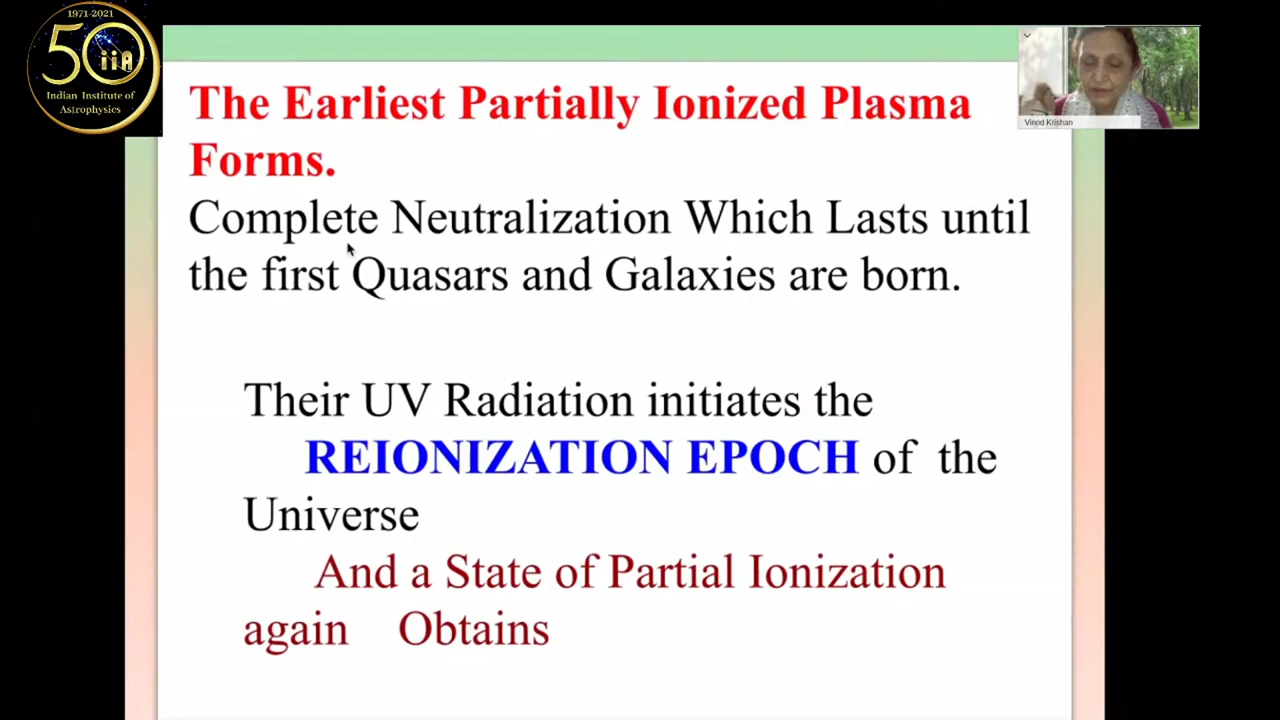 1971-2021
50
iiA
Indian Institute of
Astrophysics
Vinod Krishan
The Earliest Partially Ionized Plasma
Forms.
Complete Neutralization Which Lasts until
the first Quasars and Galaxies are born.
Their UV Radiation initiates the
REIONIZATION EPOCH of the
Universe
And a State of Partial Ionization
again Obtains